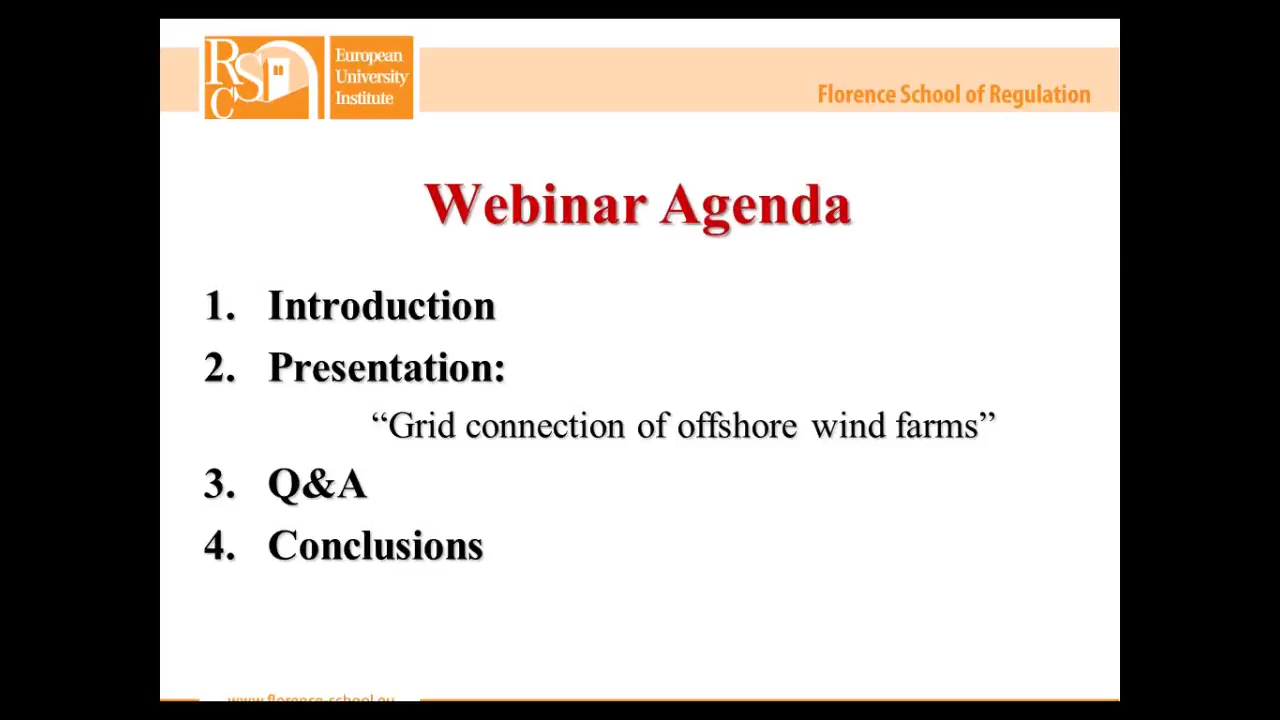 RSC
European
University
Institute
Florence School of Regulation
Webinar Agenda
1. Introduction
2. Presentation:
“Grid connection of offshore wind farms”
3. Q&A
4. Conclusions
www.florence-school.eu